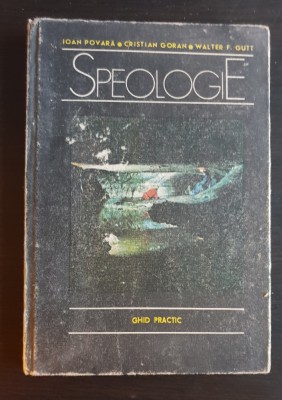 IOAN POVARĂ ● CRISTIAN GORAN ● WALTER F. GUTT
SPEOLOGIE
GHID PRACTIC